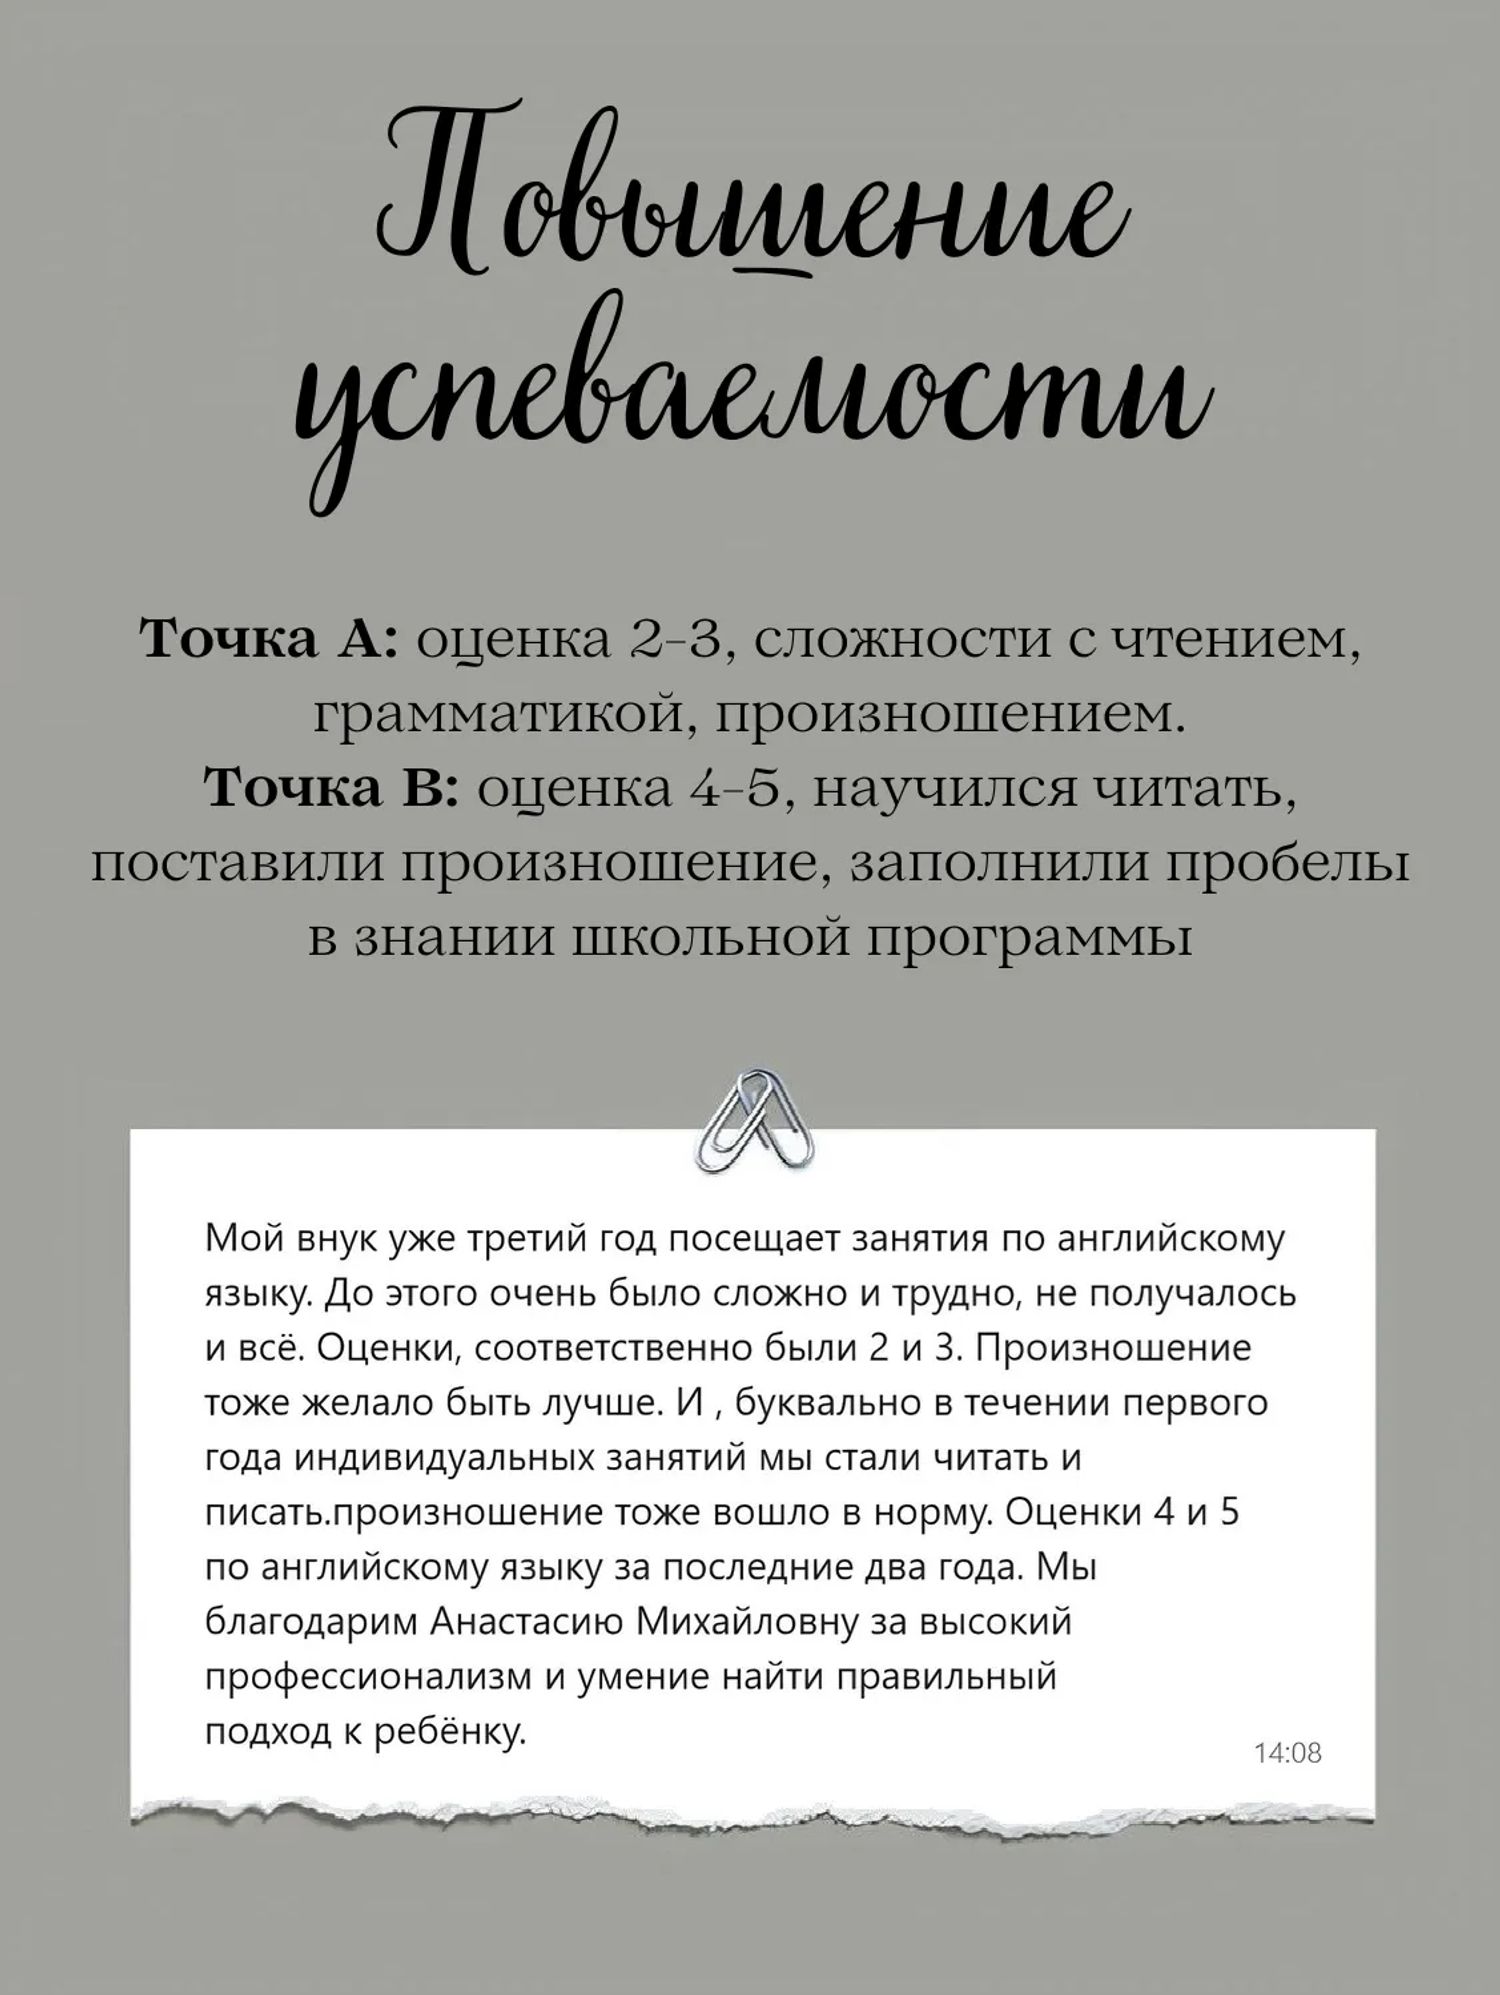 Повышение
успеваемости
Точка А: оценка 2-3, сложности с чтением,
грамматикой, произношением.
Точка В: оценка 4-5, научился читать,
поставили произношение, заполнили пробелы
в знании школьной программы
Мой внук уже третий год посещает занятия по английскому
языку. До этого очень было сложно и трудно, не получалось
и всё. Оценки, соответственно были 2 и 3. Произношение
тоже желало быть лучше. И , буквально в течении первого
года индивидуальных занятий мы стали читать и
писать.произношение тоже вошло в норму. Оценки 4 и 5
по английскому языку за последние два года. Мы
благодарим Анастасию Михайловну за высокий
профессионализм и умение найти правильный
подход к ребёнку.
14:08